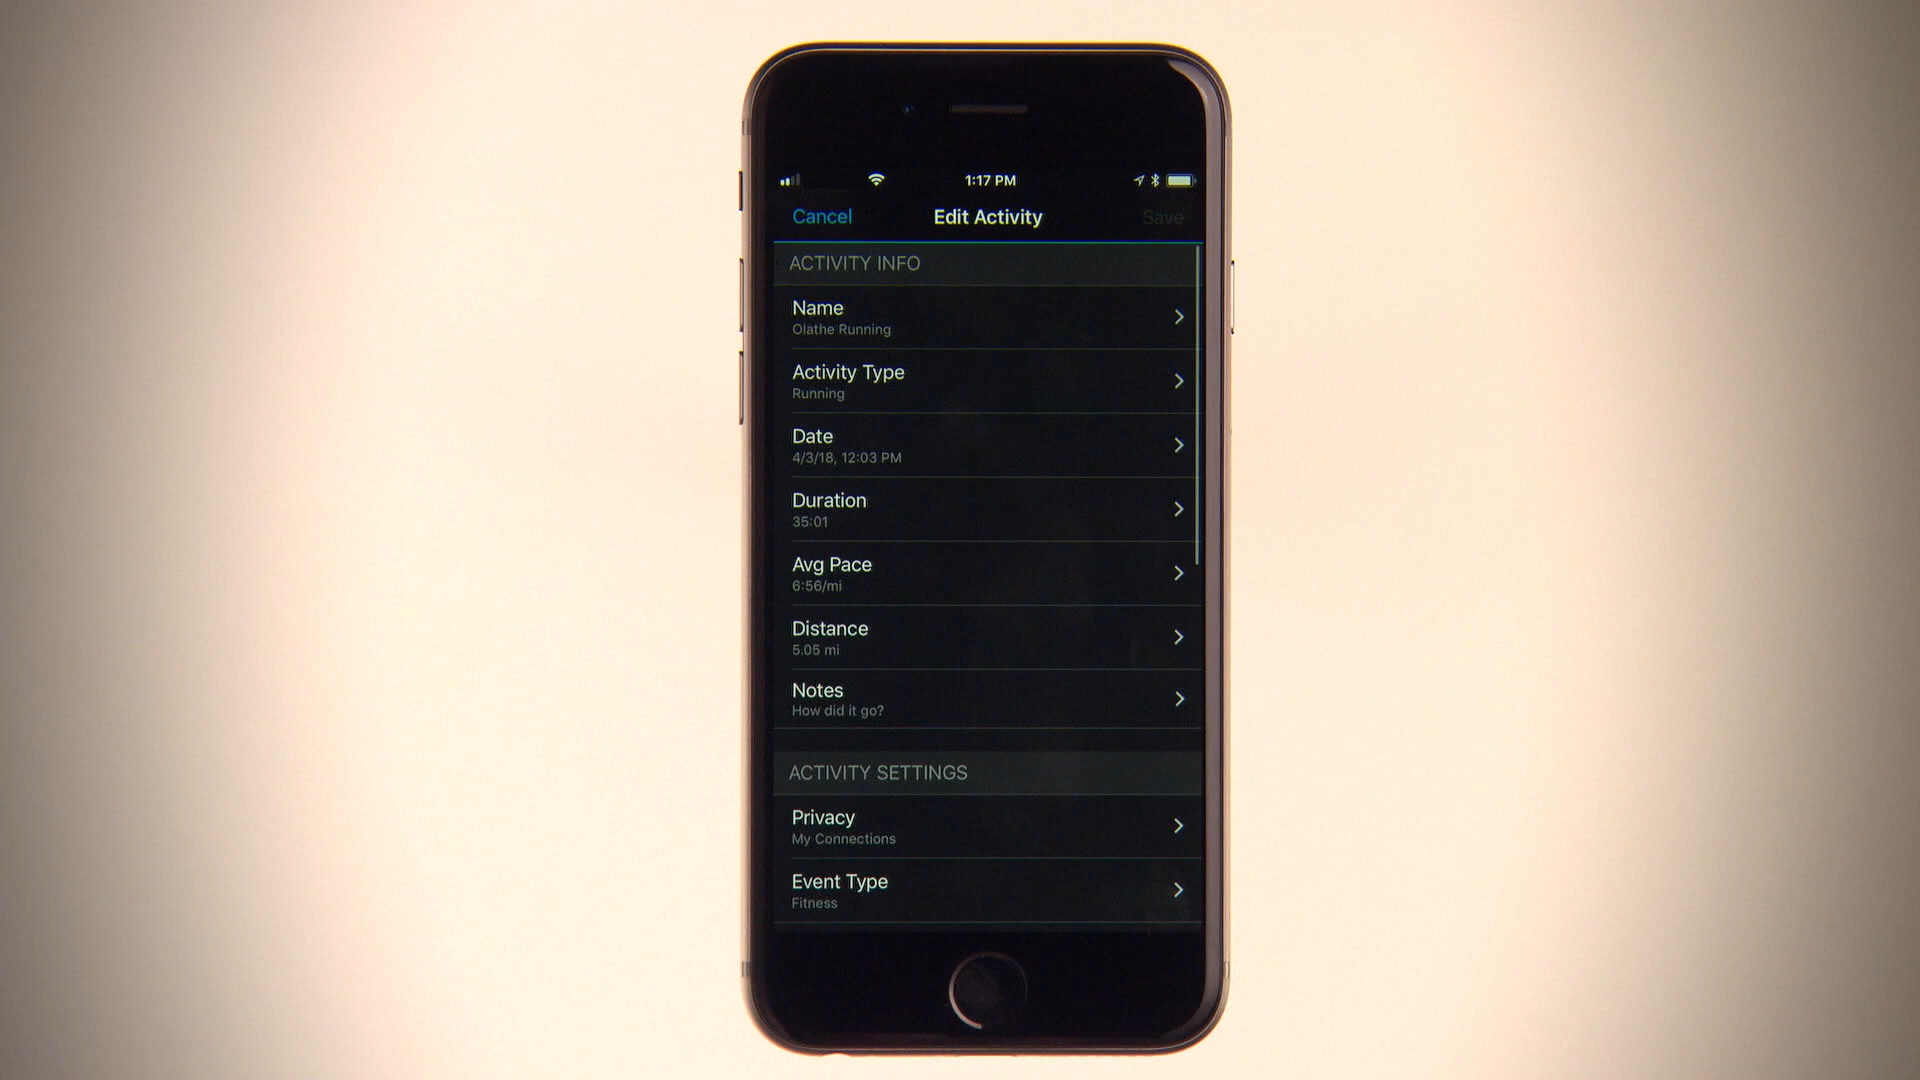 1:17 PM
Cancel Edit Activity Save
ACTIVITY INFO
Name
Olathe Running
Activity Type
Running
Date
4/3/18, 12:03 PM
Duration
35:01
Avg Pace
6:56/mi
Distance
5.05 mi
Notes
How did it go?
ACTIVITY SETTINGS
Privacy
My Connections
Event Type
Fitness